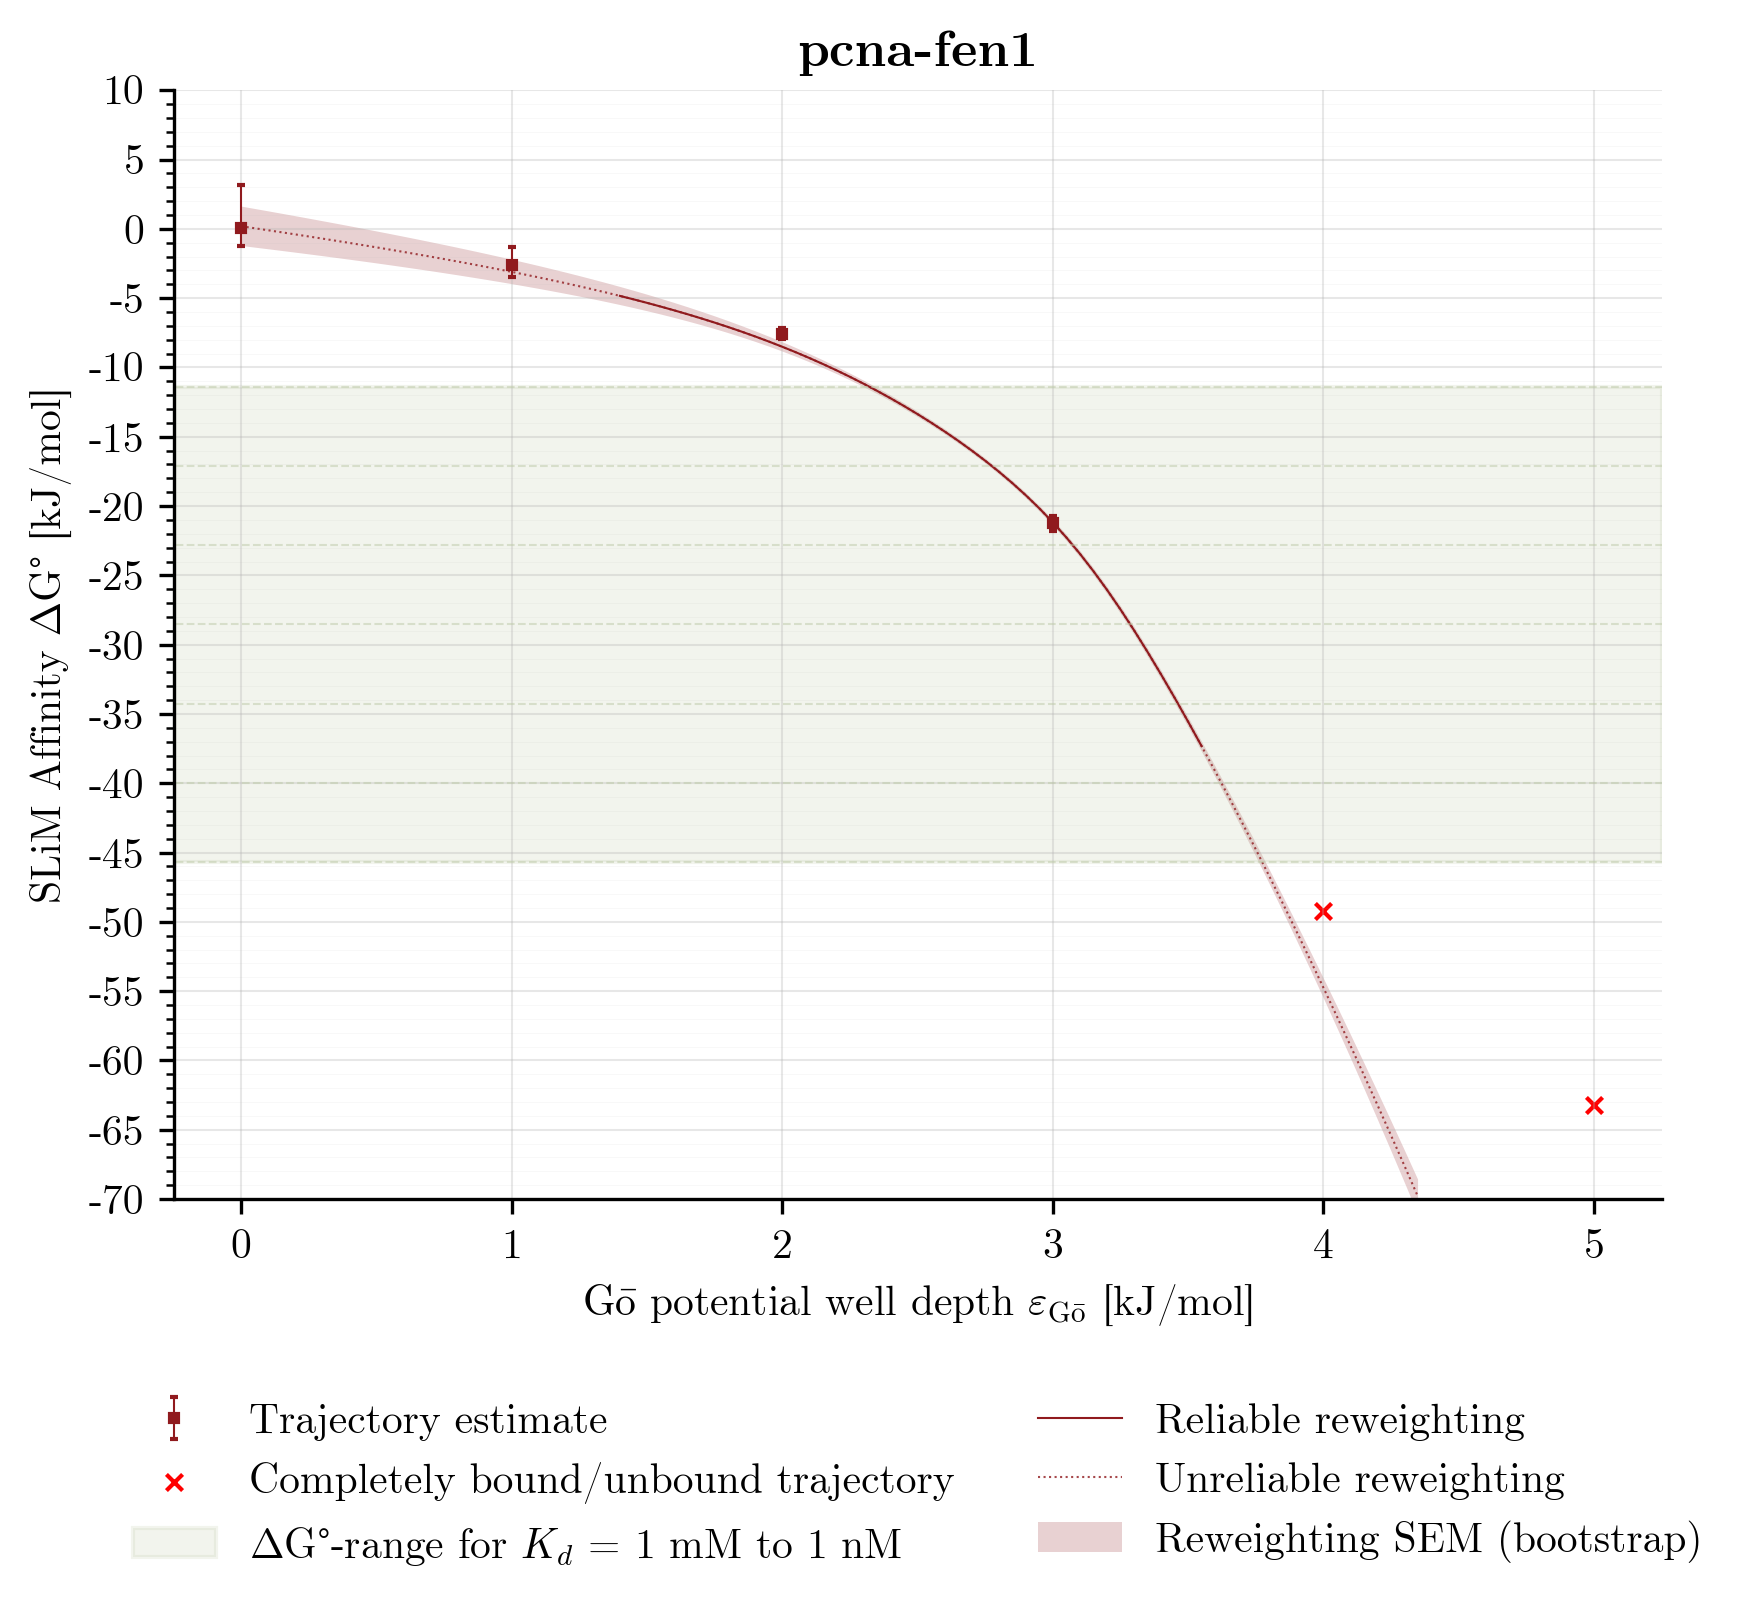 pcna-fen1
10
5
0
-5
-10
-15
-20
-25
-30
-35
-40
-45
-50
-55
-60
-65
-70
SLiM Affinity ΔG° [kJ/mol]
0 1 2 3 4 5
Gō potential well depth ε_Gō [kJ/mol]
Trajectory estimate
Completely bound/unbound trajectory
ΔG°-range for K_d = 1 mM to 1 nM
Reliable reweighting
Unreliable reweighting
Reweighting SEM (bootstrap)